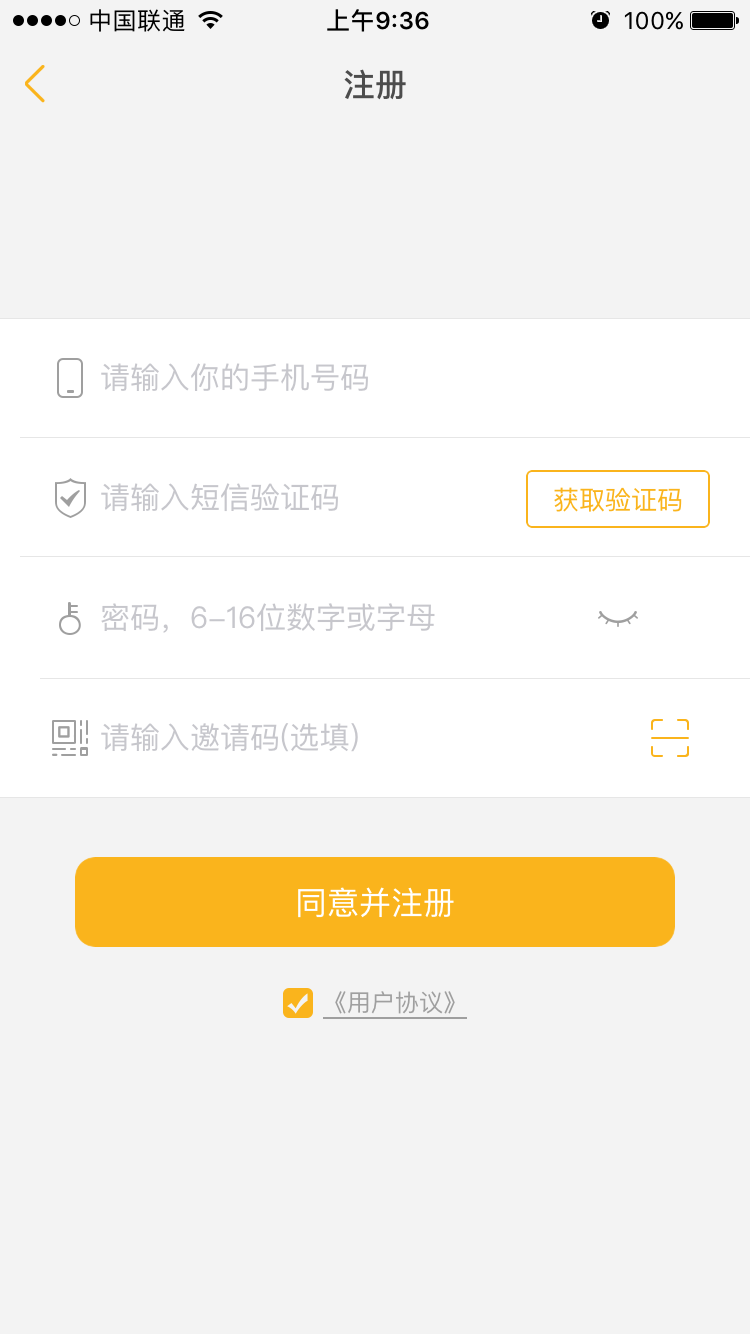 中国联通 上午9:36 100%
注册
请输入你的手机号码
请输入短信验证码 获取验证码
密码，6-16位数字或字母
请输入邀请码(选填)
同意并注册
《用户协议》